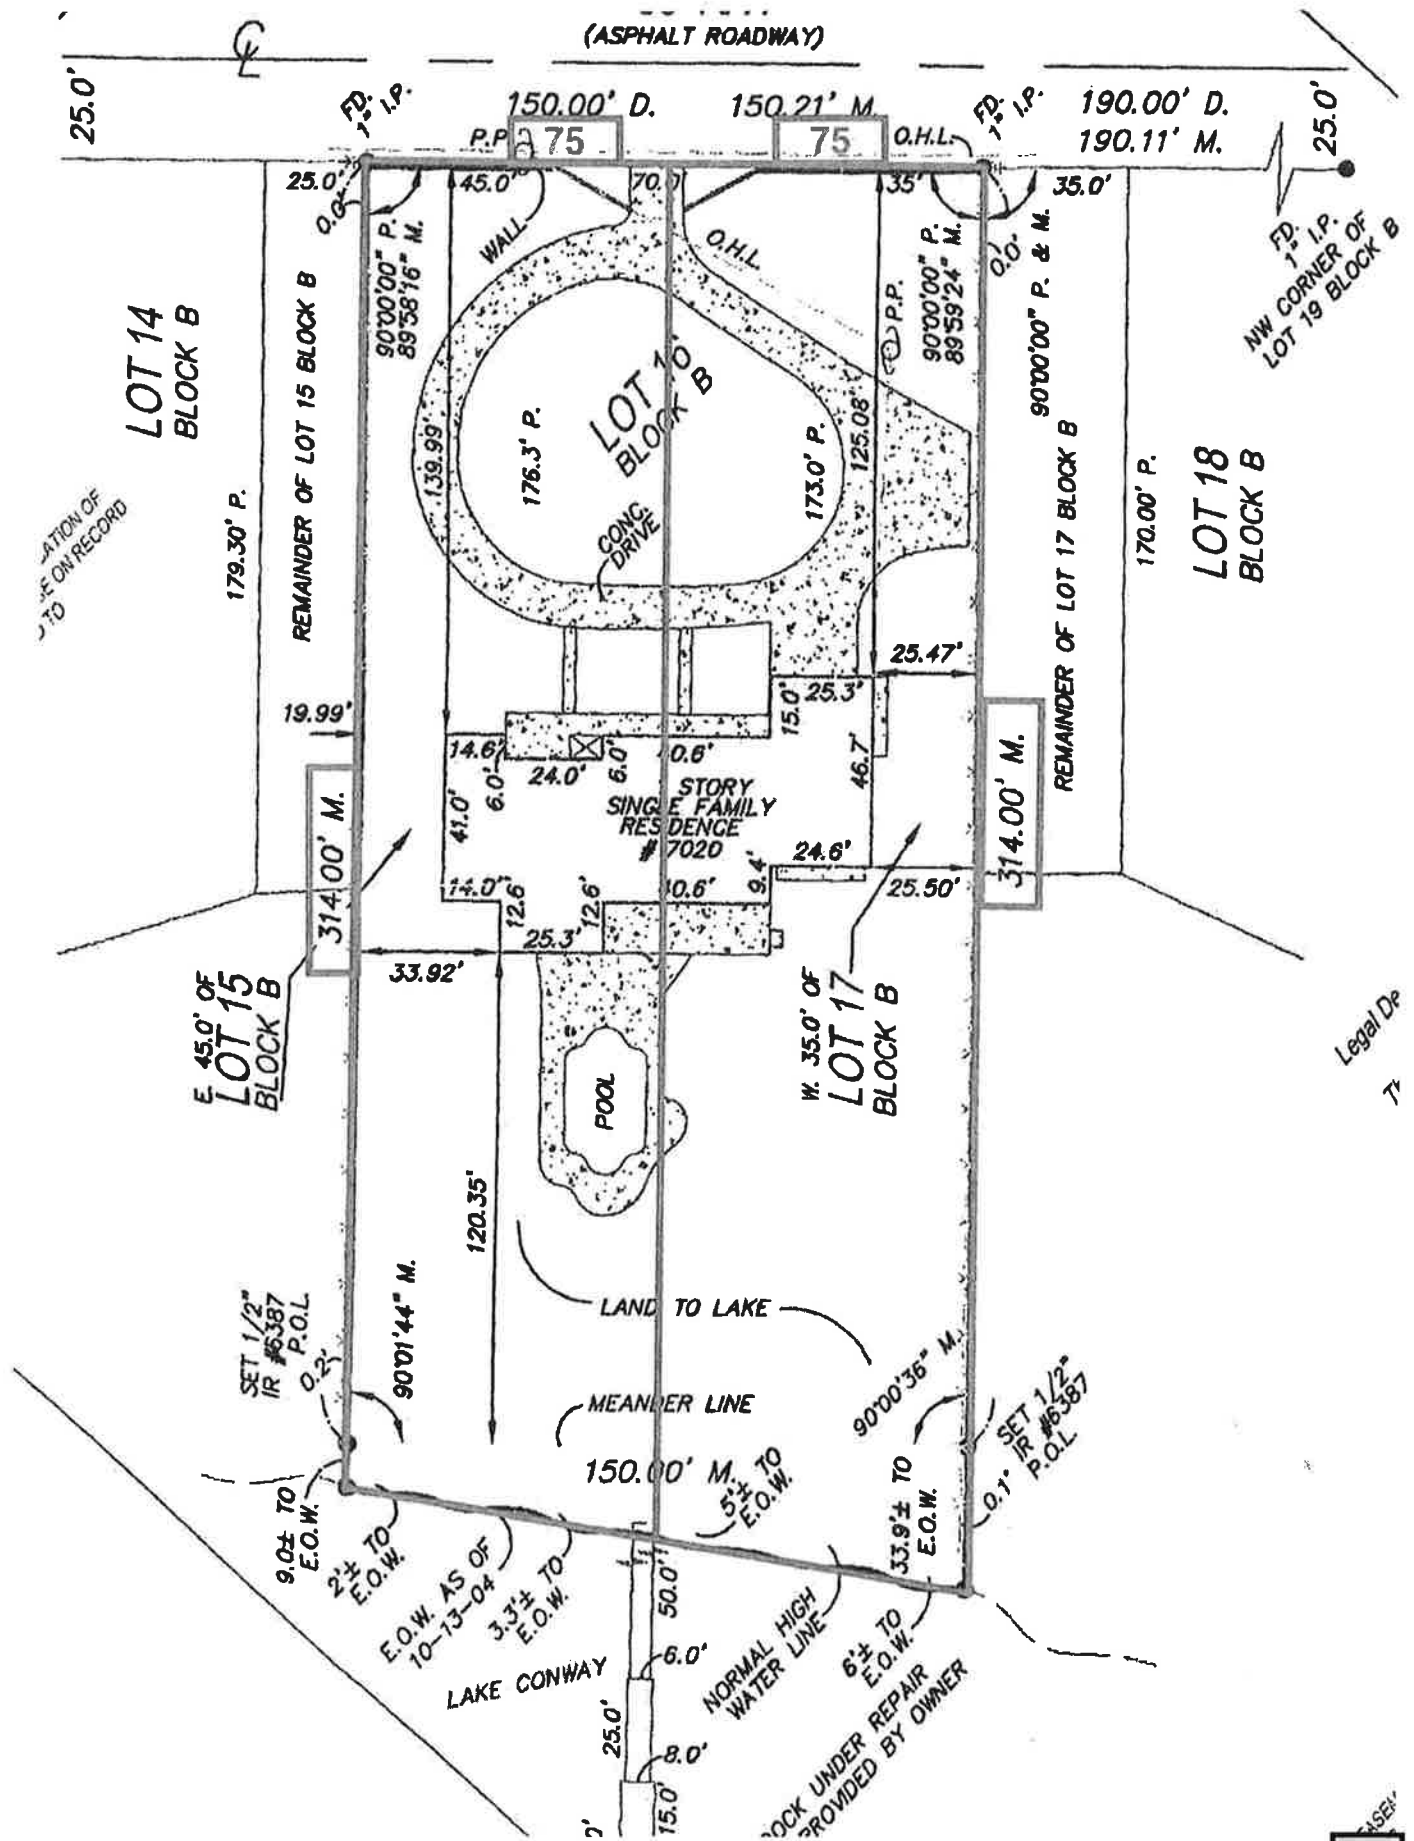 (ASPHALT ROADWAY)
C
L
25.0'
FD.
1" I.P.
150.00' D.
150.21' M.
FD.
1" I.P.
190.00' D.
190.11' M.
25.0'
P.P.
75
75
O.H.L.
25.0'
45.0'
70.0'
35'
35.0'
0.0'
WALL
O.H.L.
90°00'00" P.
89°58'16" M.
P.P.
90°00'00" P.
89°59'24" M.
0.0'
90°00'00" P. & M.
FD.
1" I.P.
NW CORNER OF
LOT 19 BLOCK B
LOT 14
BLOCK B
REMAINDER OF LOT 15 BLOCK B
LOT 16
BLOCK B
139.99'
176.3' P.
173.0' P.
125.08'
REMAINDER OF LOT 17 BLOCK B
170.00' P.
LOT 18
BLOCK B
179.30' P.
E ON RECORD
TO
CONC.
DRIVE
25.47'
19.99'
15.0'
25.3'
14.6'
6.0'
24.0'
6.0'
0.6'
46.7'
314.00' M.
314.00' M.
41.0'
STORY
SINGLE FAMILY
RESIDENCE
# 7020
24.6'
9.4'
14.0'
12.6'
12.6'
0.6'
25.50'
25.3'
33.92'
E. 45.0' OF
LOT 15
BLOCK B
W. 35.0' OF
LOT 17
BLOCK B
Legal De
POOL
120.35'
LAND TO LAKE
SET 1/2"
IR #6387
P.O.L.
0.2'
90°01'44" M.
MEANDER LINE
90°00'36" M.
SET 1/2"
IR #6387
P.O.L.
0.1'
150.00' M.
5'± TO
E.O.W.
33.9'± TO
E.O.W.
9.0± TO
E.O.W.
2'± TO
E.O.W.
E.O.W. AS OF
10-13-04
3.3'± TO
E.O.W.
50.0'
NORMAL HIGH
WATER LINE
6'± TO
E.O.W.
LAKE CONWAY
6.0'
25.0'
8.0'
15.0'
DOCK UNDER REPAIR
PROVIDED BY OWNER